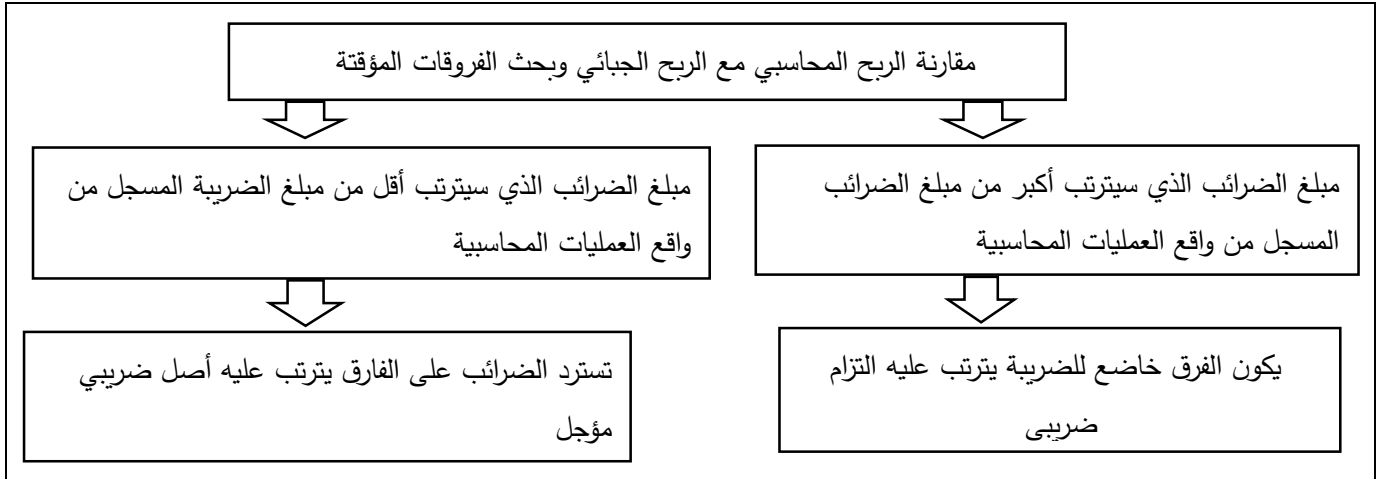 مقارنة الربح المحاسبي مع الربح الجبائي وبحث الفروقات المؤقتة
مبلغ الضرائب الذي سيترتب أكبر من مبلغ الضرائب
المسجل من واقع العمليات المحاسبية
مبلغ الضرائب الذي سيترتب أقل من مبلغ الضريبة المسجل من
واقع العمليات المحاسبية
يكون الفرق خاضع للضريبة يترتب عليه التزام
ضريبي
تسترد الضرائب على الفارق يترتب عليه أصل ضريبي
مؤجل